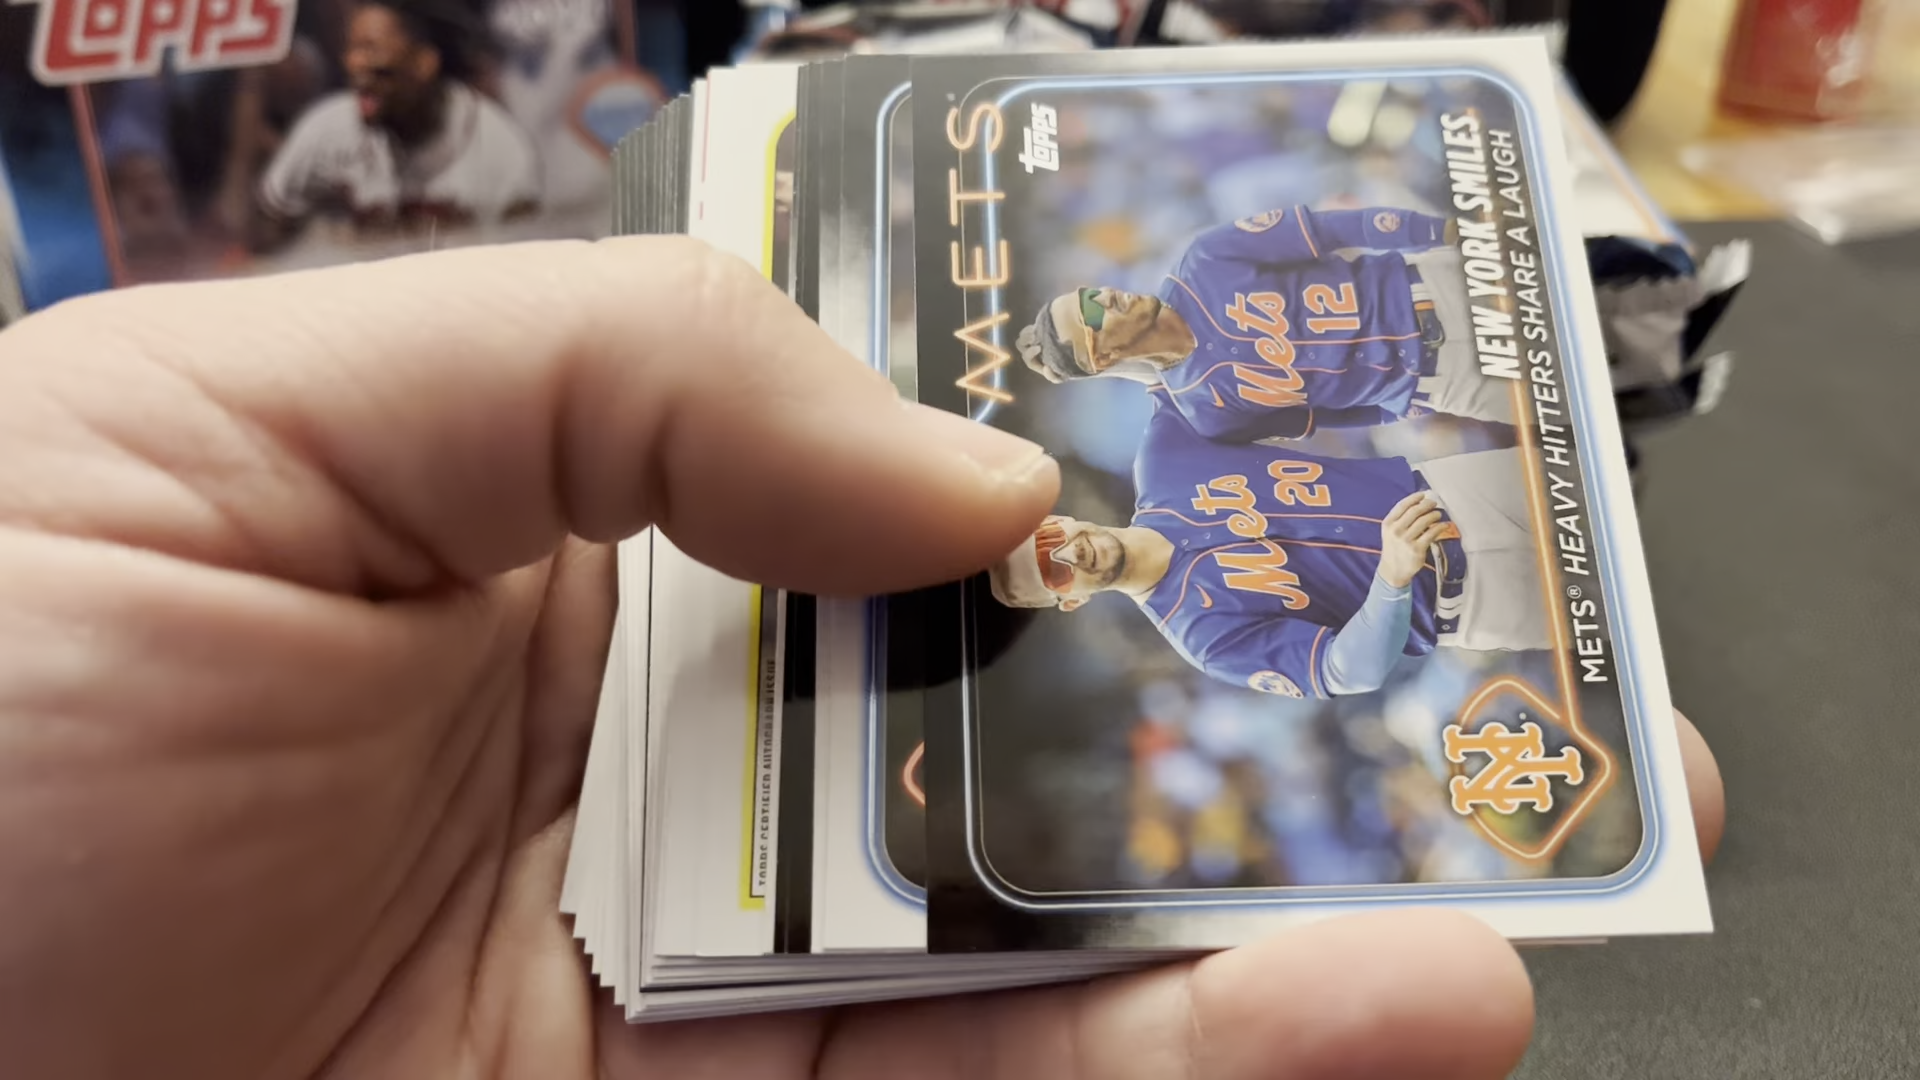 Topps
METS
Topps
Mets
12
Mets
20
NEW YORK SMILES
METS® HEAVY HITTERS SHARE A LAUGH
NY
TOPPS CERTIFIED AUTOGRAPH ISSUE